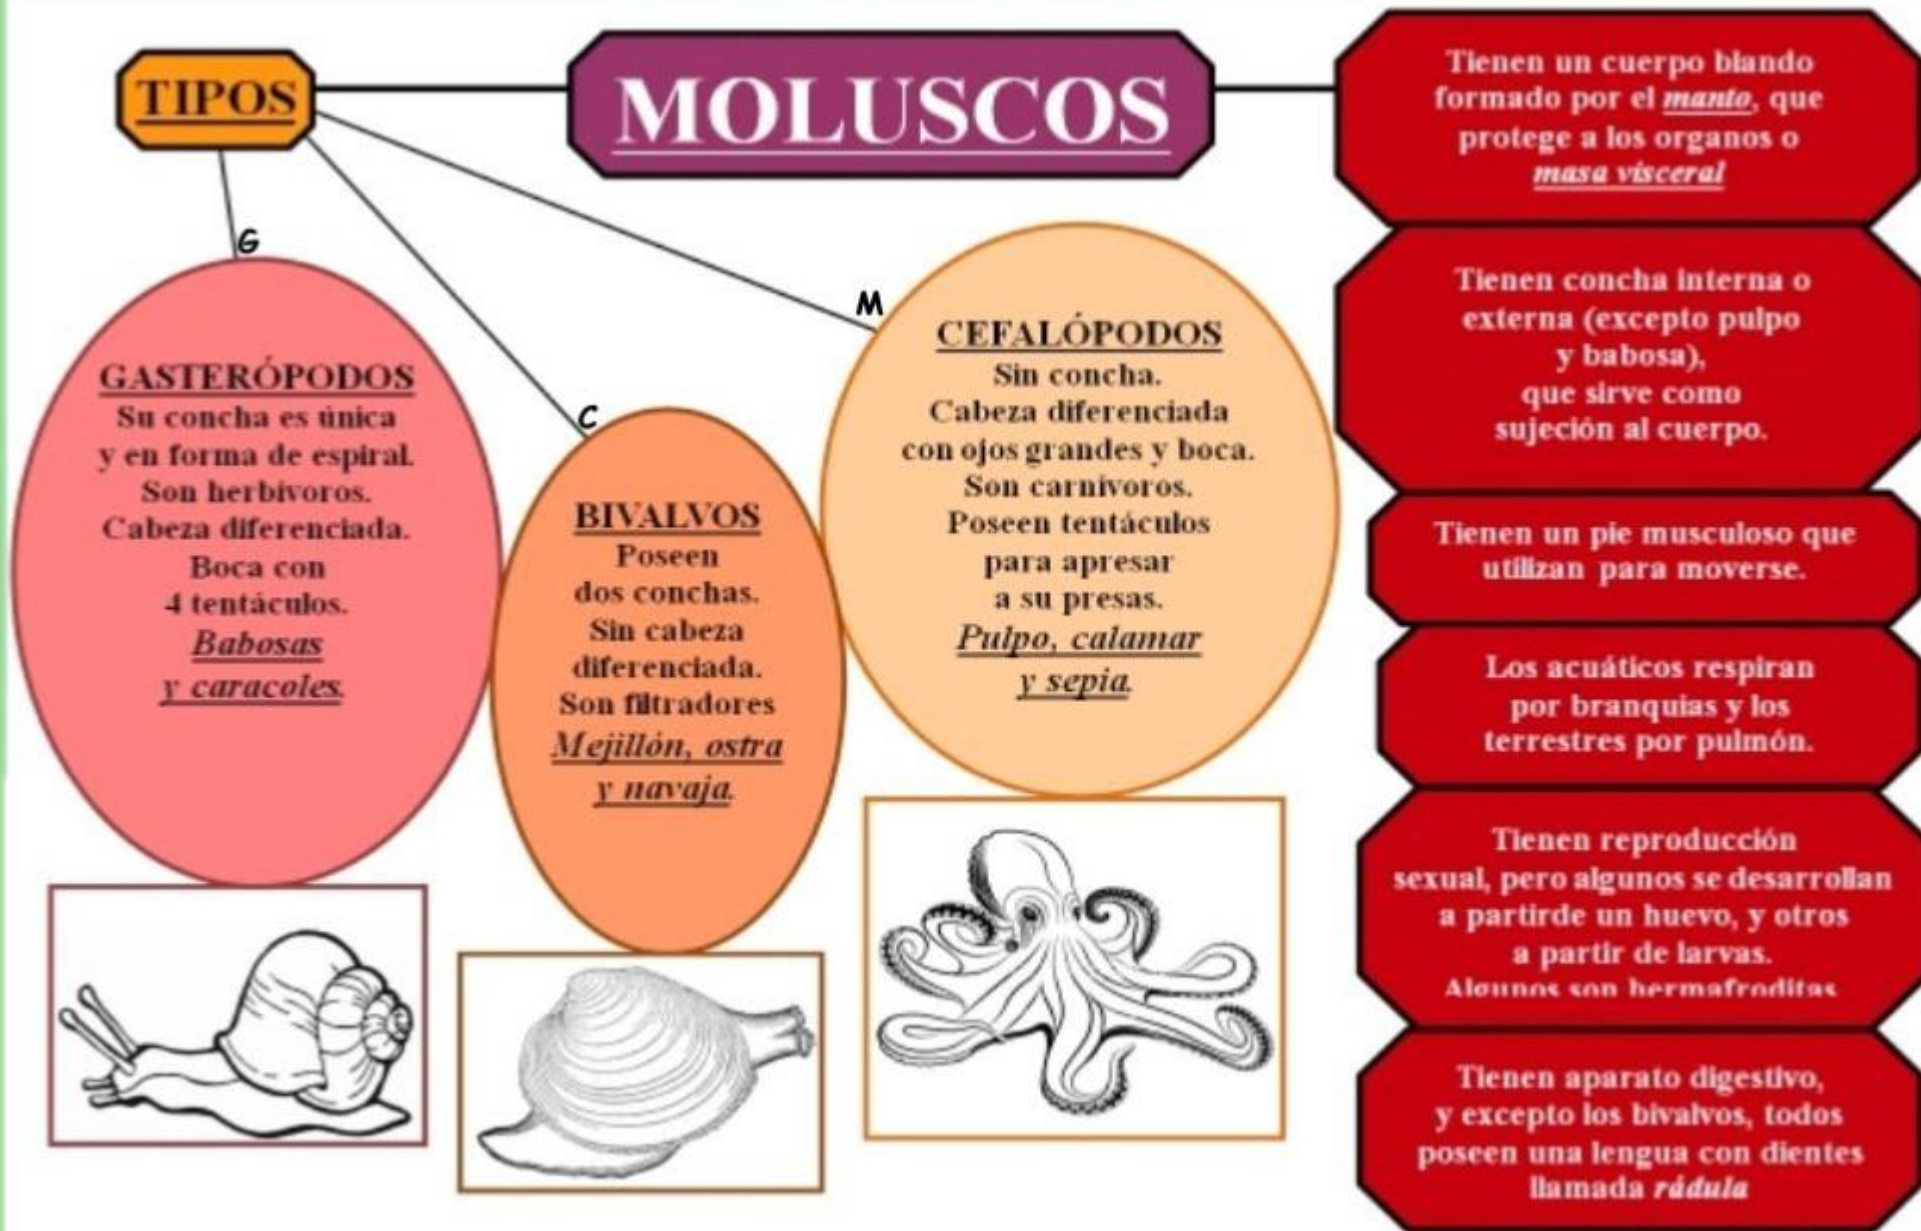 TIPOS
MOLUSCOS
G
C
M
GASTERÓPODOS
Su concha es única
y en forma de espiral.
Son herbívoros.
Cabeza diferenciada.
Boca con
4 tentáculos.
Babosas
y caracoles.
BIVALVOS
Poseen
dos conchas.
Sin cabeza
diferenciada.
Son filtradores
Mejillón, ostra
y navaja.
CEFALÓPODOS
Sin concha.
Cabeza diferenciada
con ojos grandes y boca.
Son carnívoros.
Poseen tentáculos
para apresar
a su presas.
Pulpo, calamar
y sepia.
Tienen un cuerpo blando
formado por el manto, que
protege a los organos o
masa visceral
Tienen concha interna o
externa (excepto pulpo
y babosa),
que sirve como
sujeción al cuerpo.
Tienen un pie musculoso que
utilizan para moverse.
Los acuáticos respiran
por branquias y los
terrestres por pulmón.
Tienen reproducción
sexual, pero algunos se desarrollan
a partirde un huevo, y otros
a partir de larvas.
Algunos son hermafroditas
Tienen aparato digestivo,
y excepto los bivalvos, todos
poseen una lengua con dientes
llamada rádula